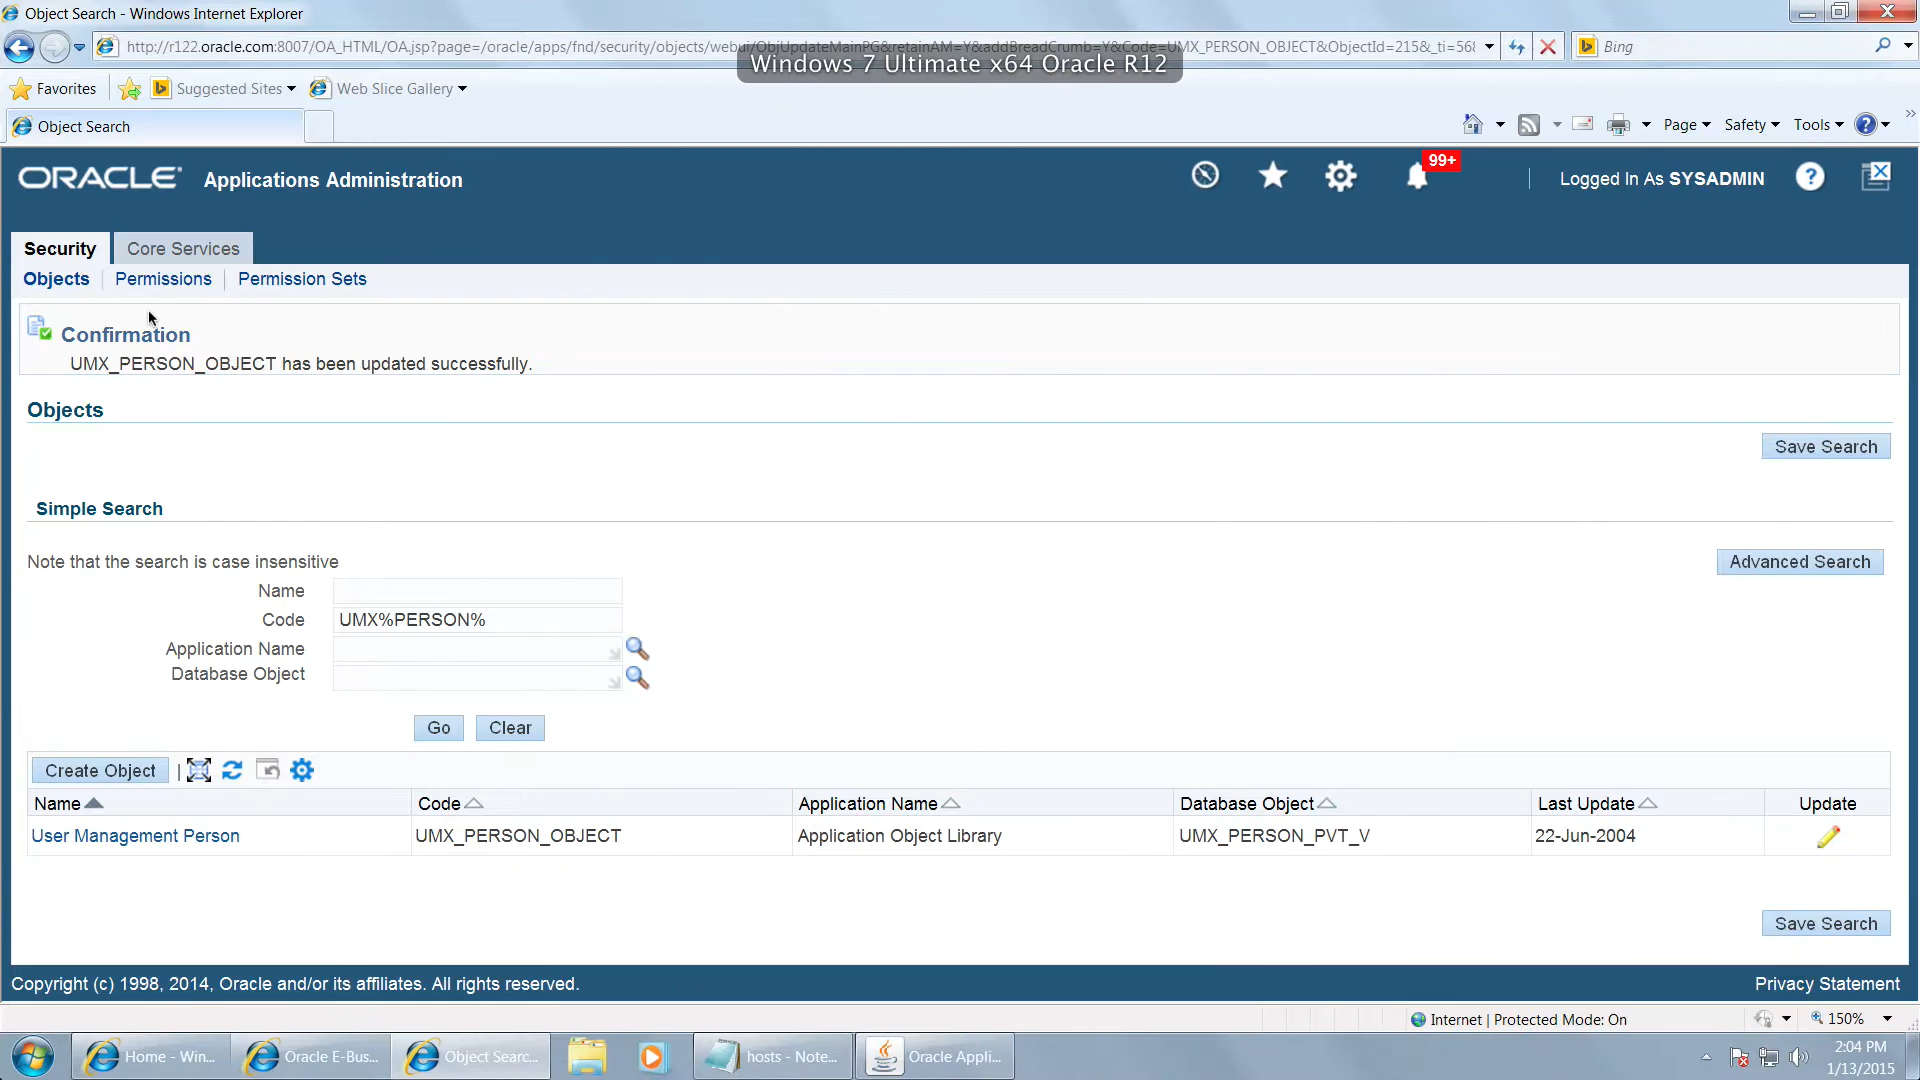 Object Search - Windows Internet Explorer
http://r122.oracle.com:8007/OA_HTML/OA.jsp?page=/oracle/apps/fnd/security/objects/webui/ObjUpdateMainPG&retainAM=Y&addBreadCrumb=Y&Code=UMX_PERSON_OBJECT&ObjectId=215&_ti=568
Bing
Windows 7 Ultimate x64 Oracle R12
Favorites
Suggested Sites
Web Slice Gallery
Object Search
Page
Safety
Tools
ORACLE
Applications Administration
99+
Logged In As SYSADMIN
Security
Core Services
Objects
Permissions
Permission Sets
Confirmation
UMX_PERSON_OBJECT has been updated successfully.
Objects
Save Search
Simple Search
Note that the search is case insensitive
Advanced Search
Name
Code UMX%PERSON%
Application Name
Database Object
Go
Clear
Create Object
Name Code Application Name Database Object Last Update Update
User Management Person UMX_PERSON_OBJECT Application Object Library UMX_PERSON_PVT_V 22-Jun-2004
Save Search
Copyright (c) 1998, 2014, Oracle and/or its affiliates. All rights reserved.
Privacy Statement
Internet | Protected Mode: On
150%
Home - Win...
Oracle E-Bus...
Object Searc...
hosts - Note...
Oracle Appli...
2:04 PM
1/13/2015